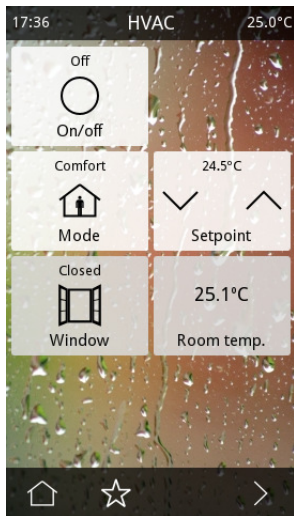 17:36 HVAC 25.0°C
Off
On/off
Comfort
Mode
24.5°C
Setpoint
Closed
Window
25.1°C
Room temp.